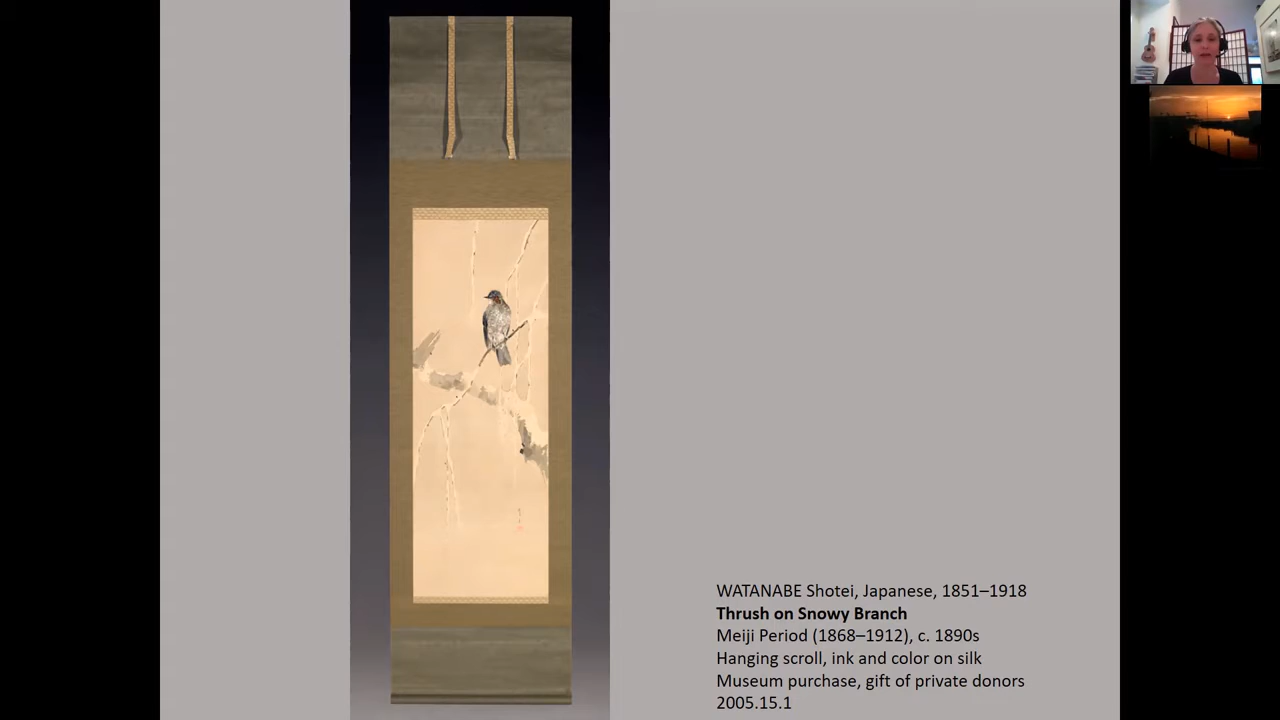 WATANABE Shotei, Japanese, 1851–1918
Thrush on Snowy Branch
Meiji Period (1868–1912), c. 1890s
Hanging scroll, ink and color on silk
Museum purchase, gift of private donors
2005.15.1